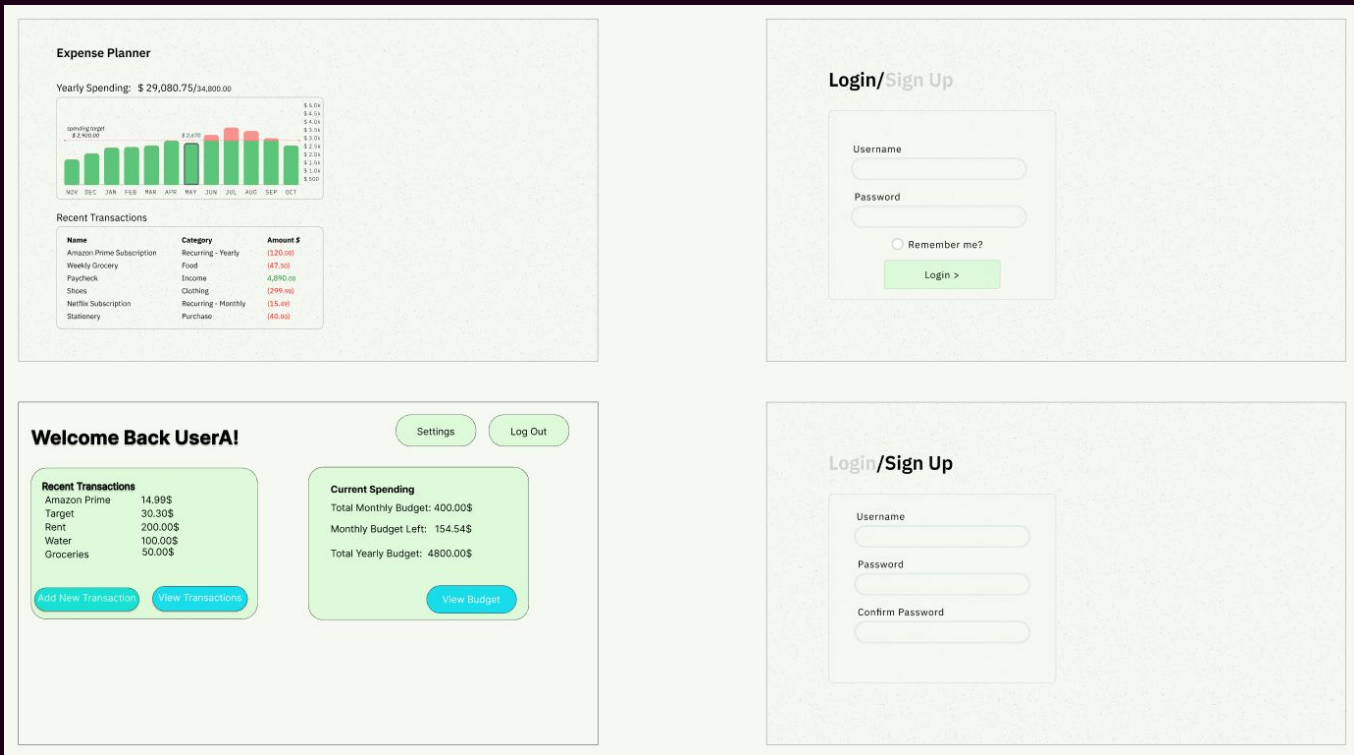 Expense Planner
Yearly Spending: $ 29,080.75/34,800.00
$ 5.0k
$ 4.5k
$ 4.0k
spending target
$ 2,900.00
$ 2,670
$ 3.5k
$ 3.0k
$ 2.5k
$ 2.0k
$ 1.5k
$ 1.0k
$ 500
NOV DEC JAN FEB MAR APR MAY JUN JUL AUG SEP OCT
Recent Transactions
Name Category Amount $
Amazon Prime Subscription Recurring - Yearly (120.00)
Weekly Grocery Food (47.50)
Paycheck Income 4,890.00
Shoes Clothing (299.90)
Netflix Subscription Recurring - Monthly (15.49)
Stationery Purchase (40.00)
Login/Sign Up
Username
Password
Remember me?
Login >
Welcome Back UserA!
Settings
Log Out
Recent Transactions
Amazon Prime 14.99$
Target 30.30$
Rent 200.00$
Water 100.00$
Groceries 50.00$
Add New Transaction
View Transactions
Current Spending
Total Monthly Budget: 400.00$
Monthly Budget Left: 154.54$
Total Yearly Budget: 4800.00$
View Budget
Login/Sign Up
Username
Password
Confirm Password